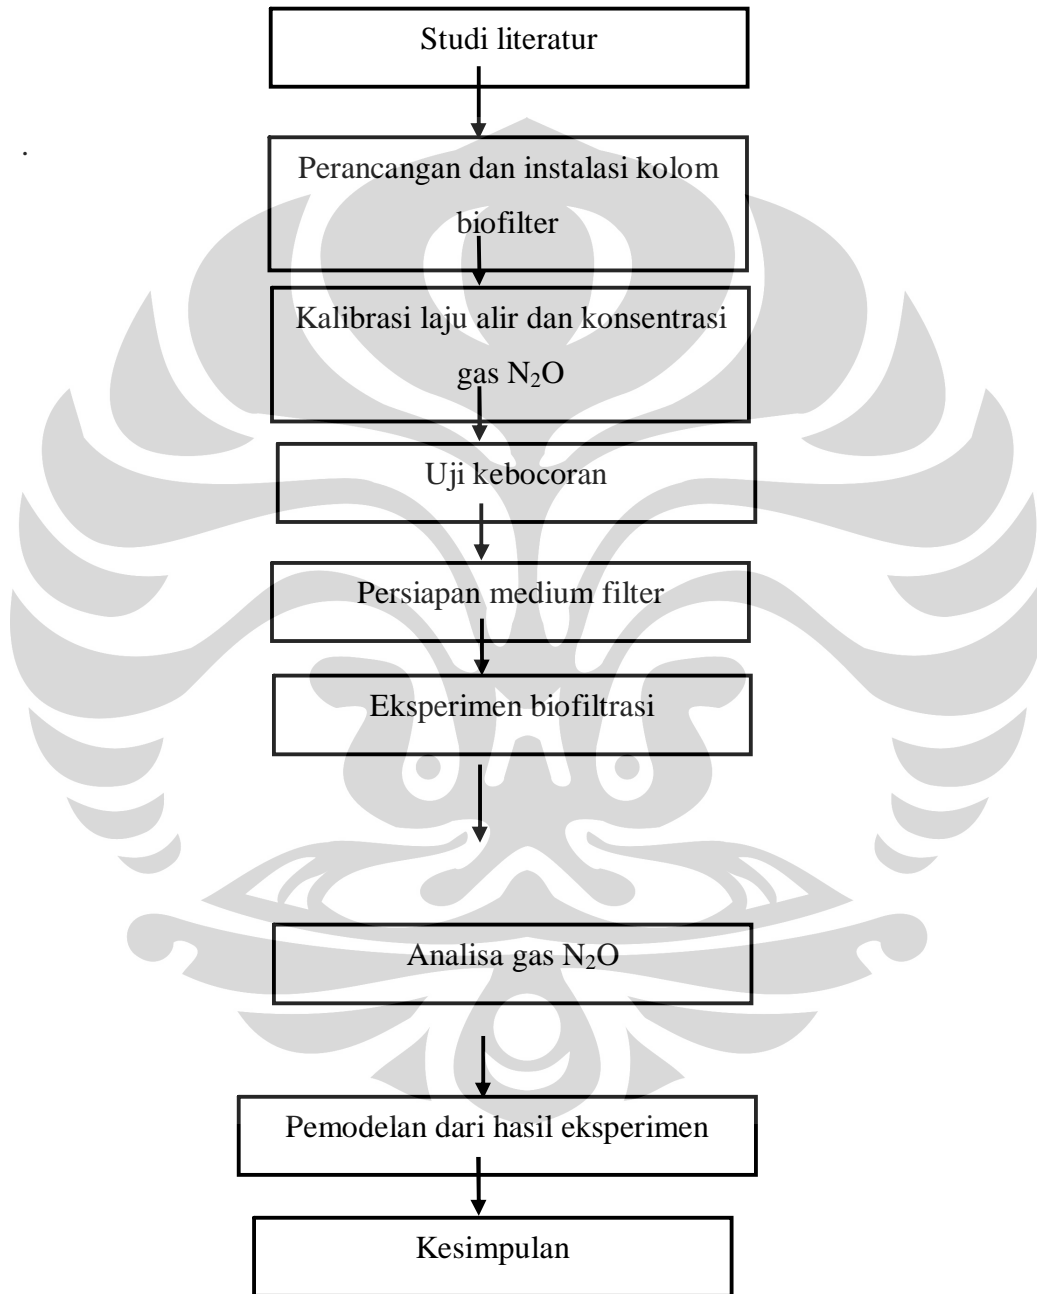 Studi literatur
.
Perancangan dan instalasi kolom
biofilter
Kalibrasi laju alir dan konsentrasi
gas N₂O
Uji kebocoran
Persiapan medium filter
Eksperimen biofiltrasi
Analisa gas N₂O
Pemodelan dari hasil eksperimen
Kesimpulan